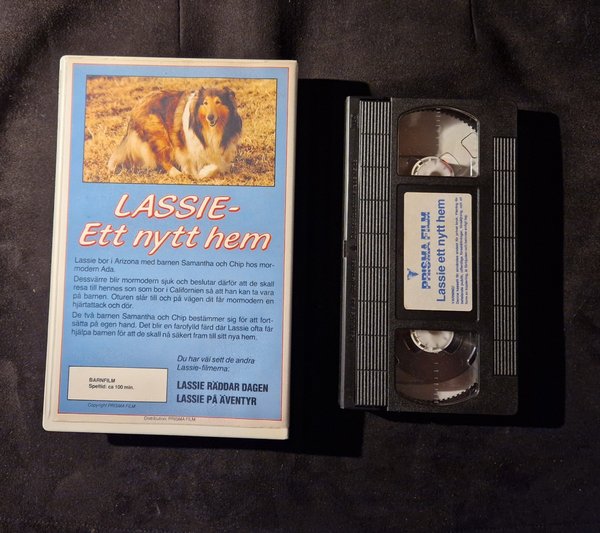 LASSIE-
Ett nytt hem
Lassie bor i Arizona med barnen Samantha och Chip hos mor-
modern Ada.
Dessvärre blir mormodern sjuk och beslutar därför att de skall
resa till hennes son som bor i Californien så att han kan ta vara
på barnen. Oturen slår till och på vägen dit får mormodern en
hjärtattack och dör.
De två barnen Samantha och Chip bestämmer sig för att fort-
sätta på egen hand. Det blir en farofylld färd där Lassie ofta får
hjälpa barnen för att de skall nå säkert fram till sitt nya hem.
Du har väl sett de andra
Lassie-filmerna:
LASSIE RÄDDAR DAGEN
LASSIE PÅ ÄVENTYR
BARNFILM
Speltid: ca 100 min.
Copyright PRISMA FILM
Distribution: PRISMA FILM
PRISMA FILM
Lassie ett nytt hem